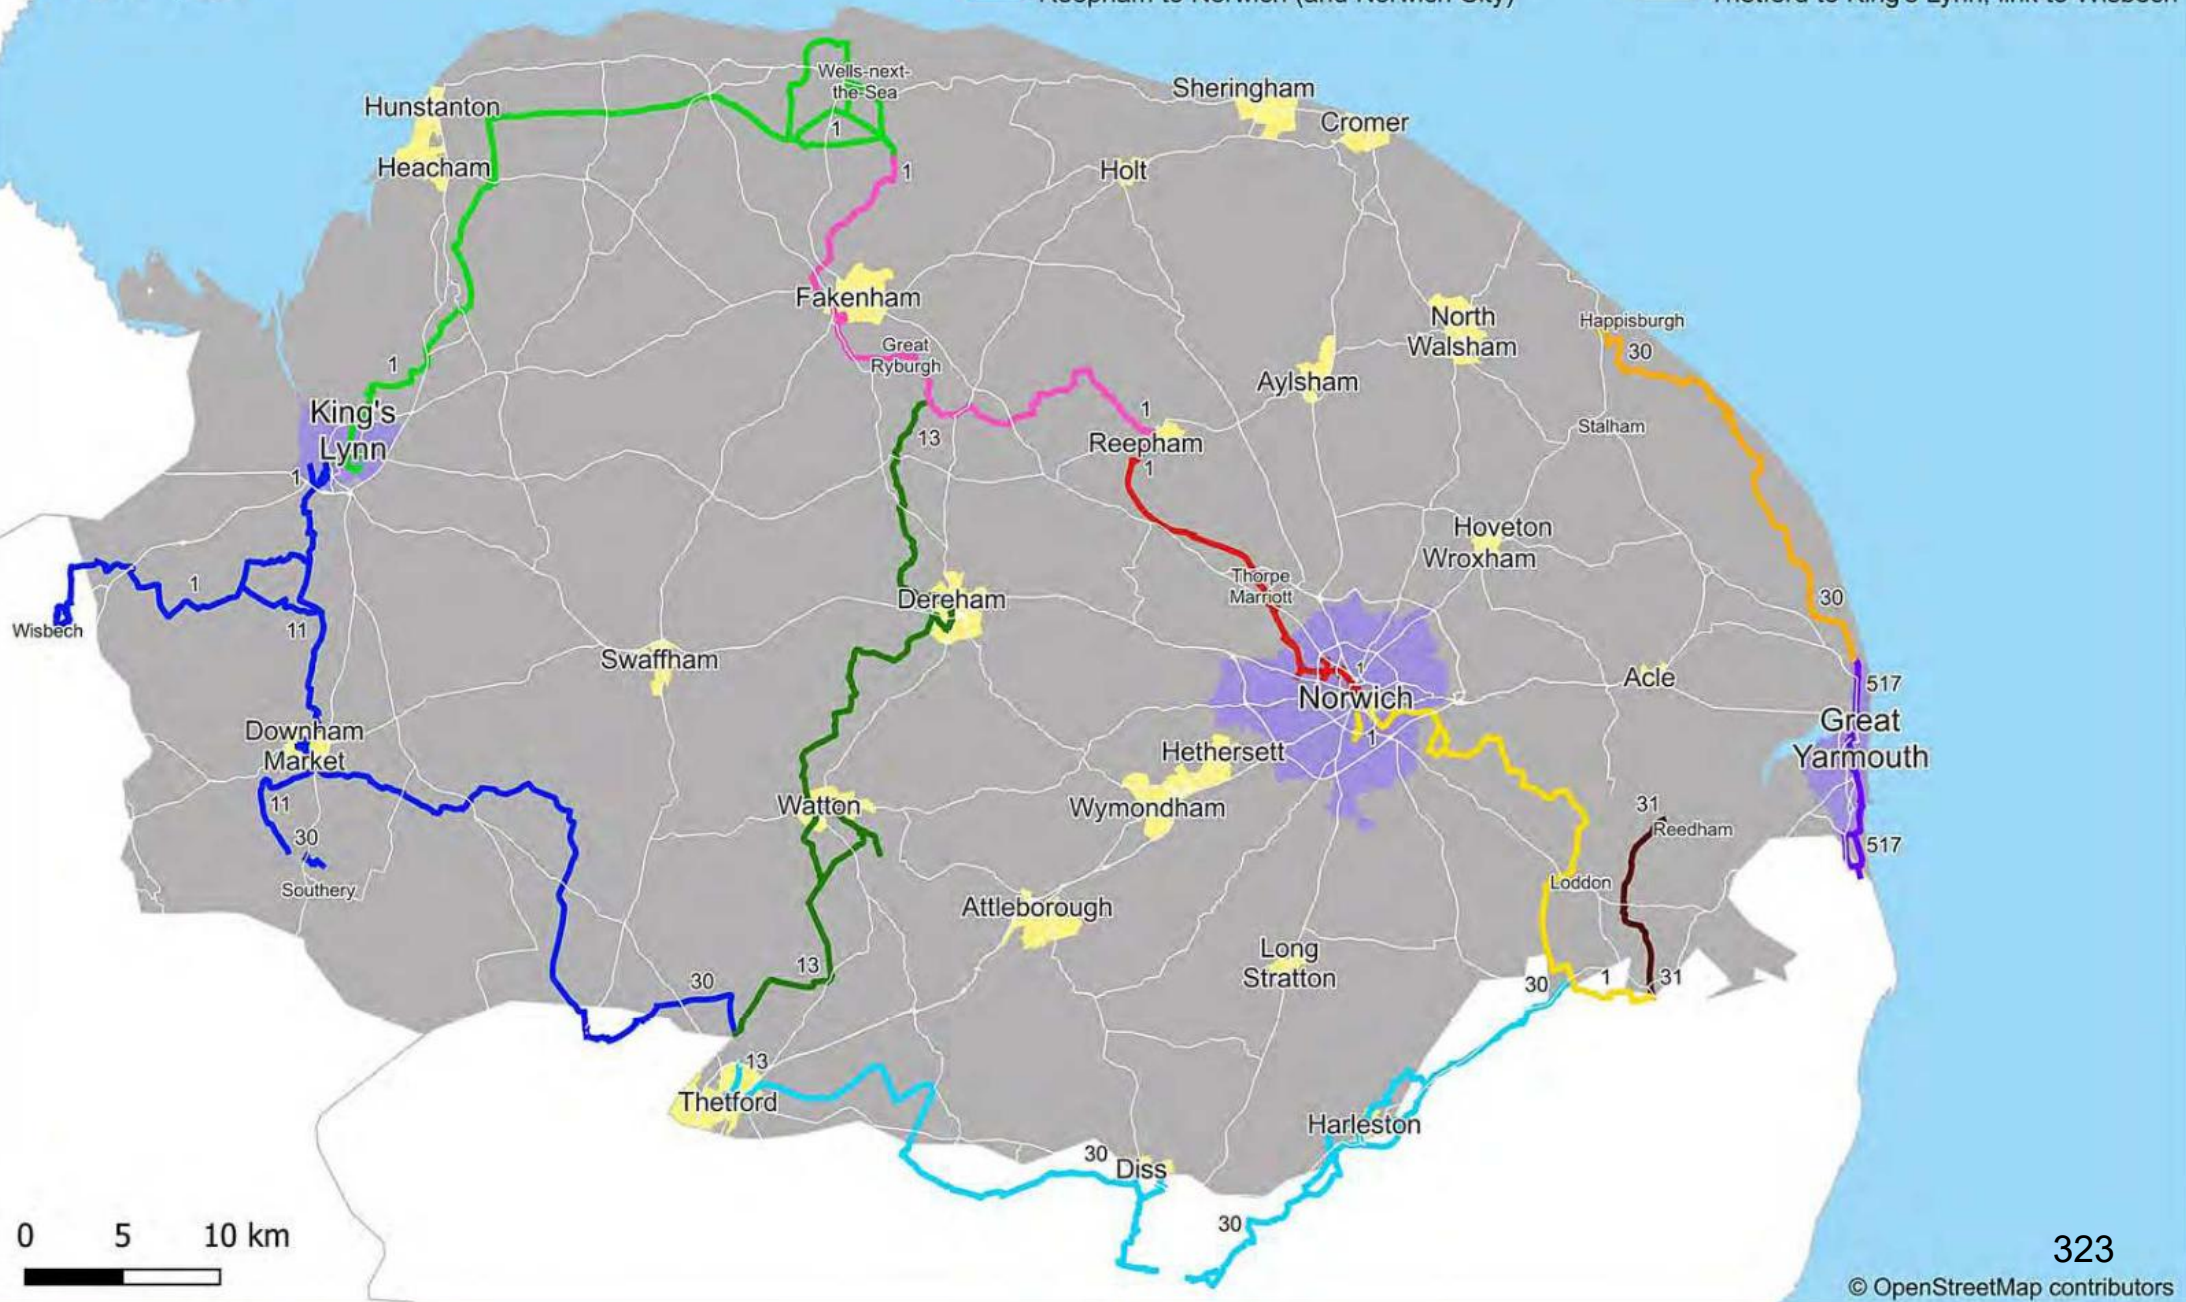 Reepham to Norwich (and Norwich City)
Thetford to King's Lynn, link to Wisbech
Wells-next-
the-Sea
1
1
Hunstanton
Heacham
Sheringham
Cromer
Holt
Fakenham
Great
Ryburgh
North
Walsham
Happisburgh
30
Aylsham
Stalham
1
King's
Lynn
1
13
1
Reepham
1
Hoveton
Wroxham
Thorpe
Marriott
1
Wisbech
11
Dereham
30
Swaffham
1
Norwich
1
Acle
517
Great
Yarmouth
517
Downham
Market
11
30
Southery
Watton
Hethersett
Wymondham
31
Reedham
Loddon
Attleborough
Long
Stratton
13
30
30
1
31
13
Thetford
Harleston
30
Diss
30
0 5 10 km
323
© OpenStreetMap contributors